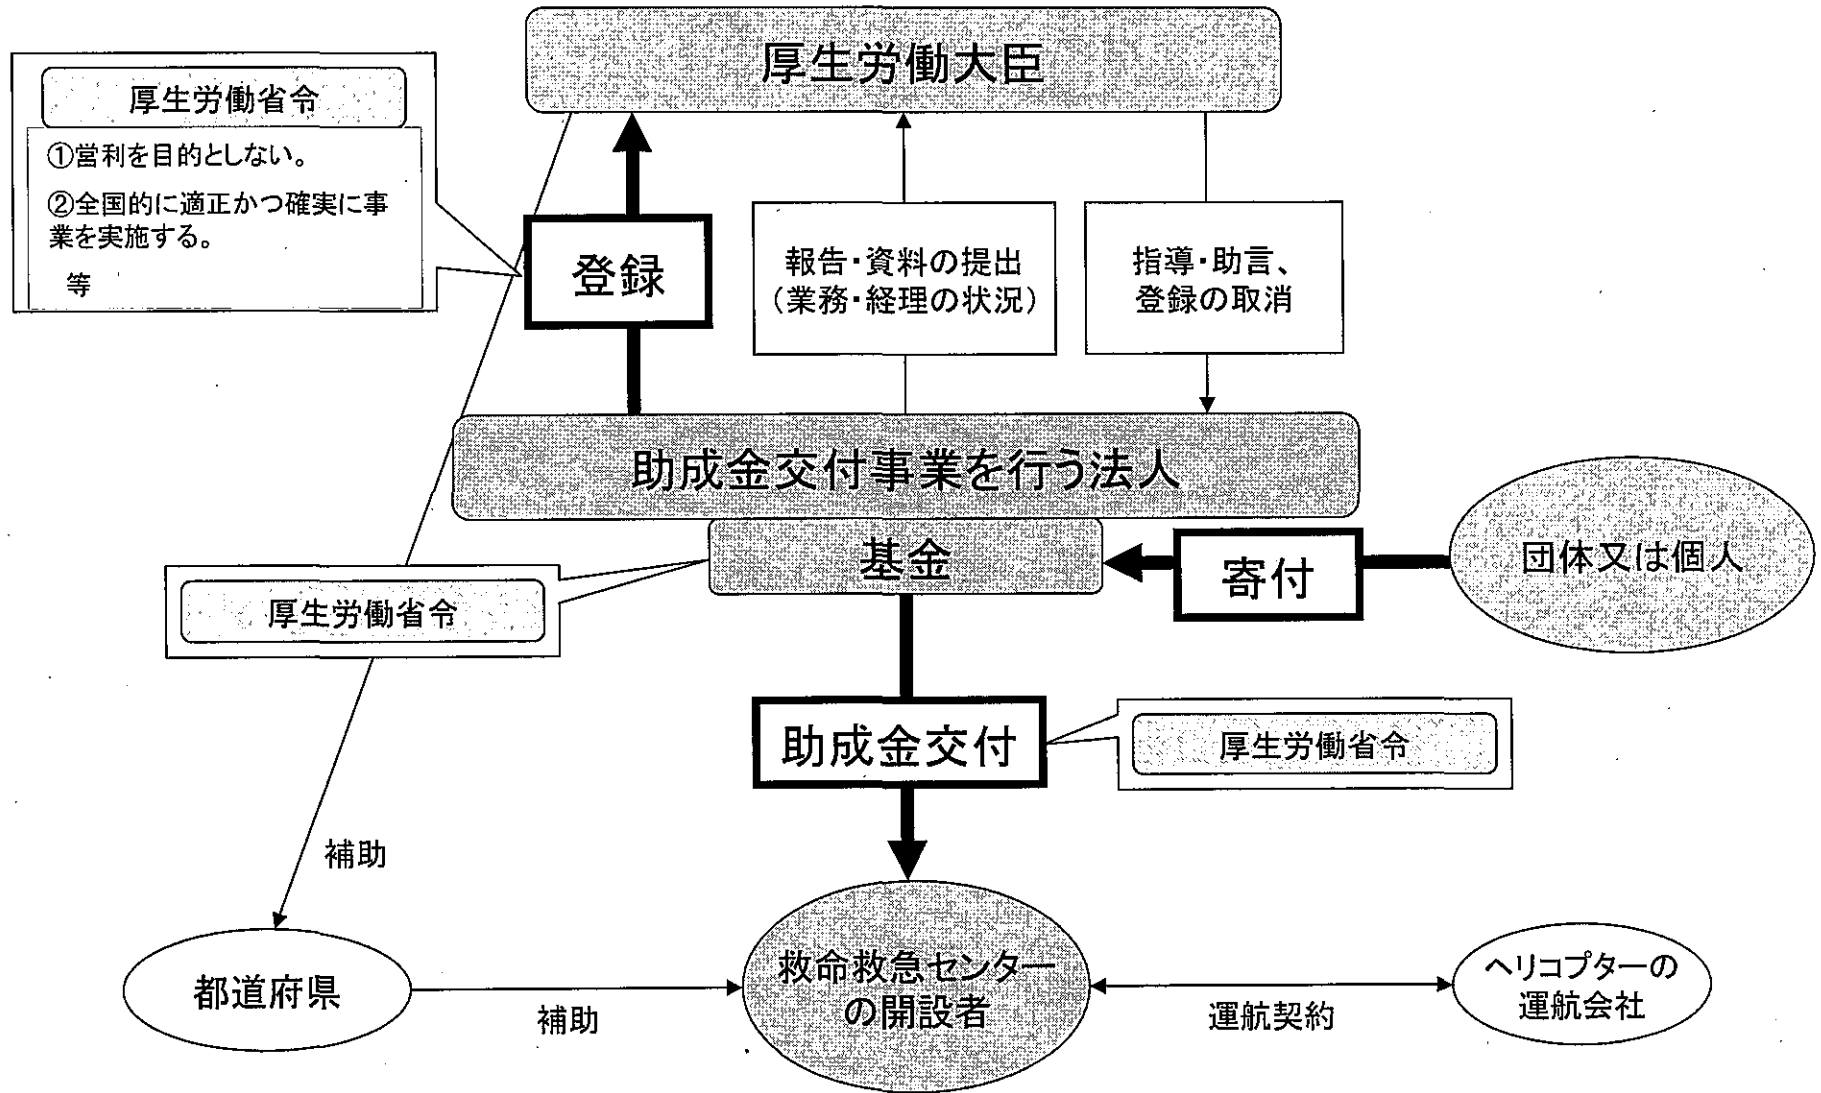 厚生労働大臣
厚生労働省令
①営利を目的としない。
②全国的に適正かつ確実に事
業を実施する。
等
登録
報告・資料の提出
（業務・経理の状況）
指導・助言、
登録の取消
助成金交付事業を行う法人
基金
寄付
団体又は個人
厚生労働省令
助成金交付
厚生労働省令
補助
都道府県
補助
救命救急センター
の開設者
運航契約
ヘリコプターの
運航会社